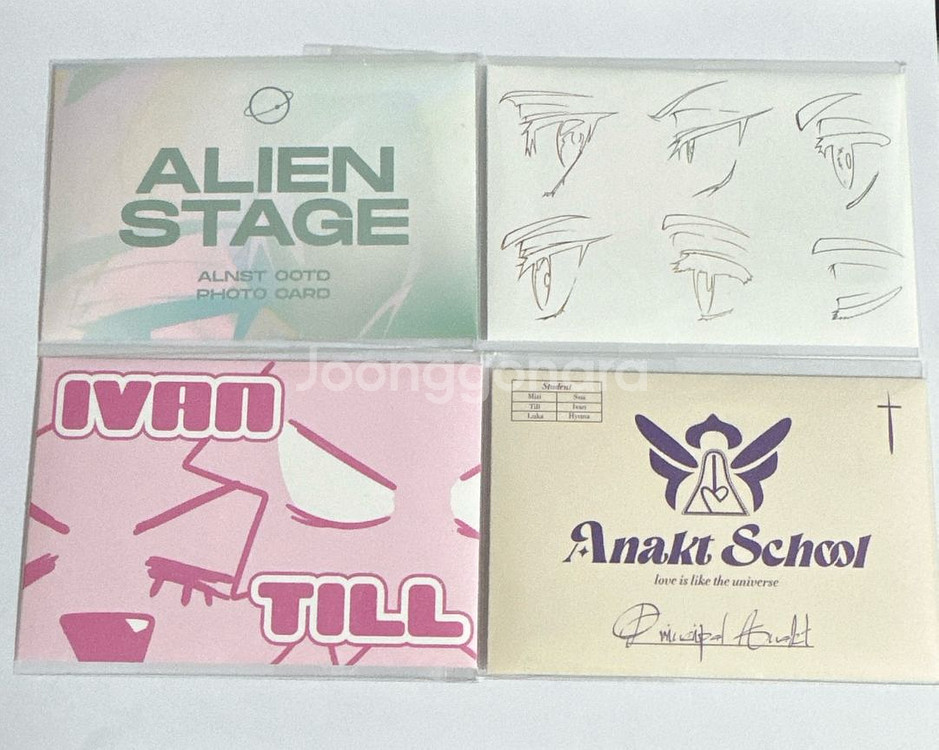 ALIEN
STAGE
ALNST OOTD
PHOTO CARD
Joonggonara
IVAN
TILL
Student
Mizi Sua
Till Ivan
Luka Hyuna
Anakt School
love is like the universe
Principal Anakt